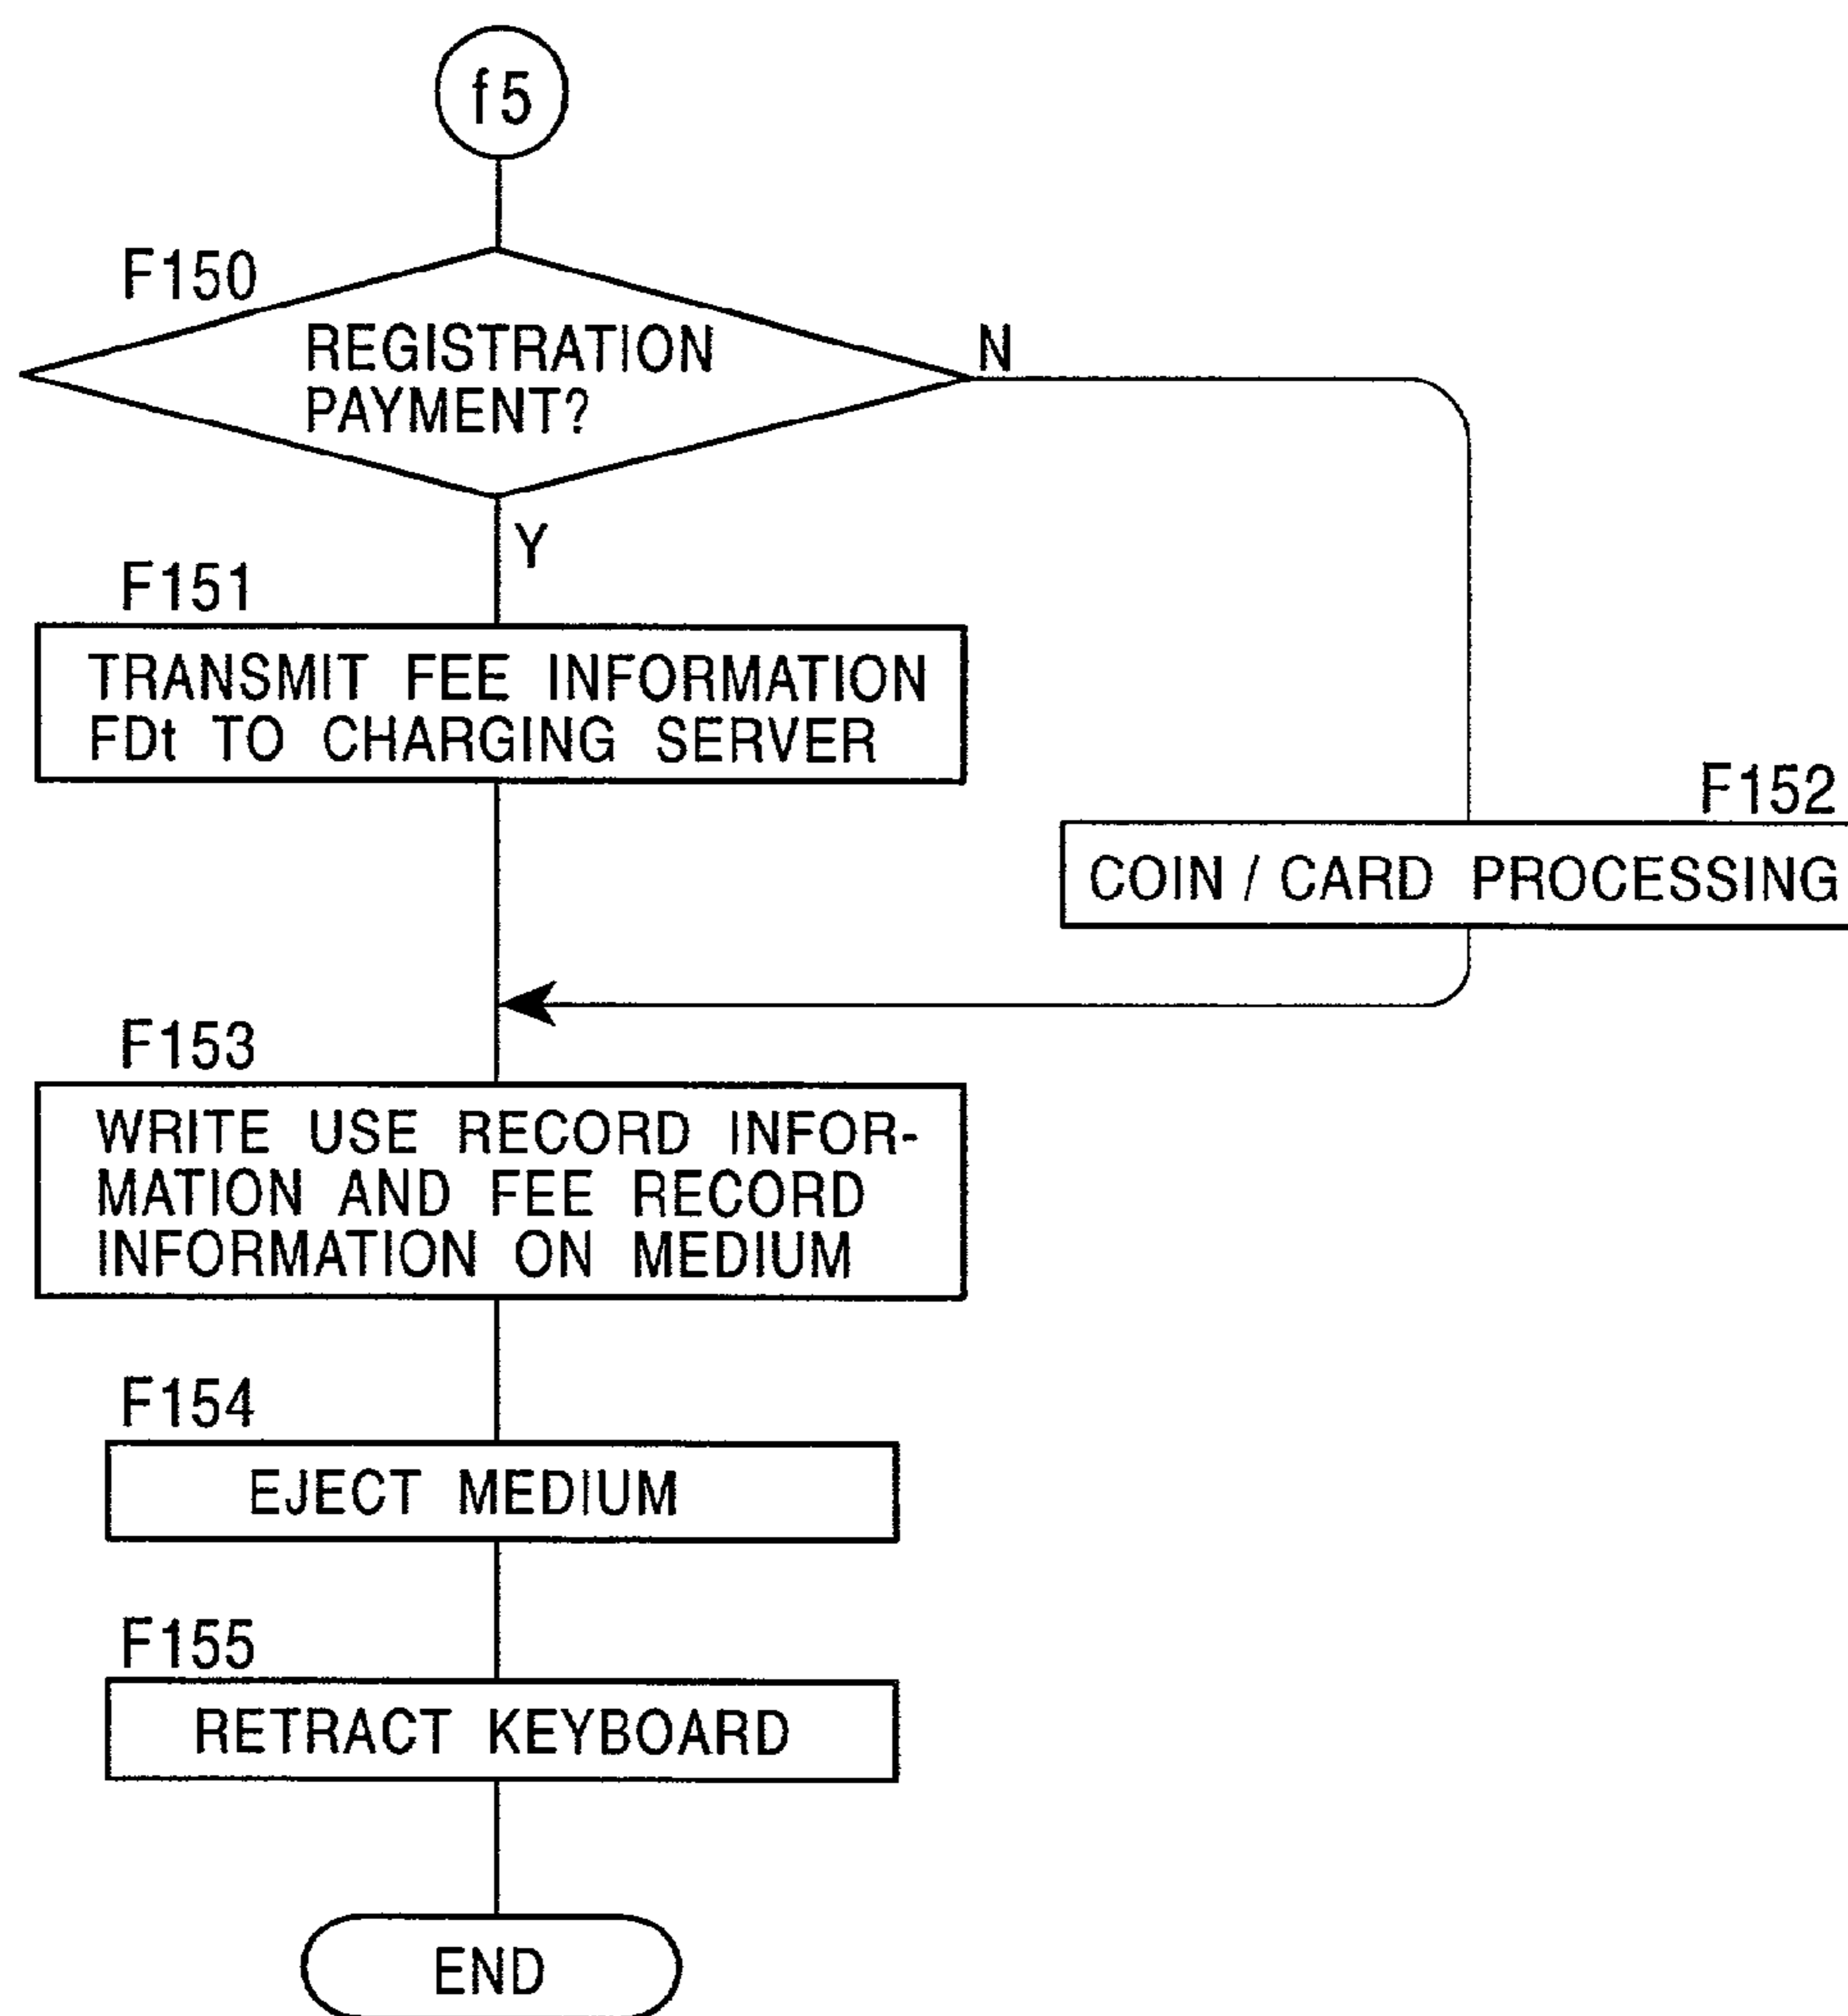 f5
F150
REGISTRATION
PAYMENT?
N
Y
F151
TRANSMIT FEE INFORMATION
FDt TO CHARGING SERVER
F152
COIN / CARD PROCESSING
F153
WRITE USE RECORD INFOR-
MATION AND FEE RECORD
INFORMATION ON MEDIUM
F154
EJECT MEDIUM
F155
RETRACT KEYBOARD
END